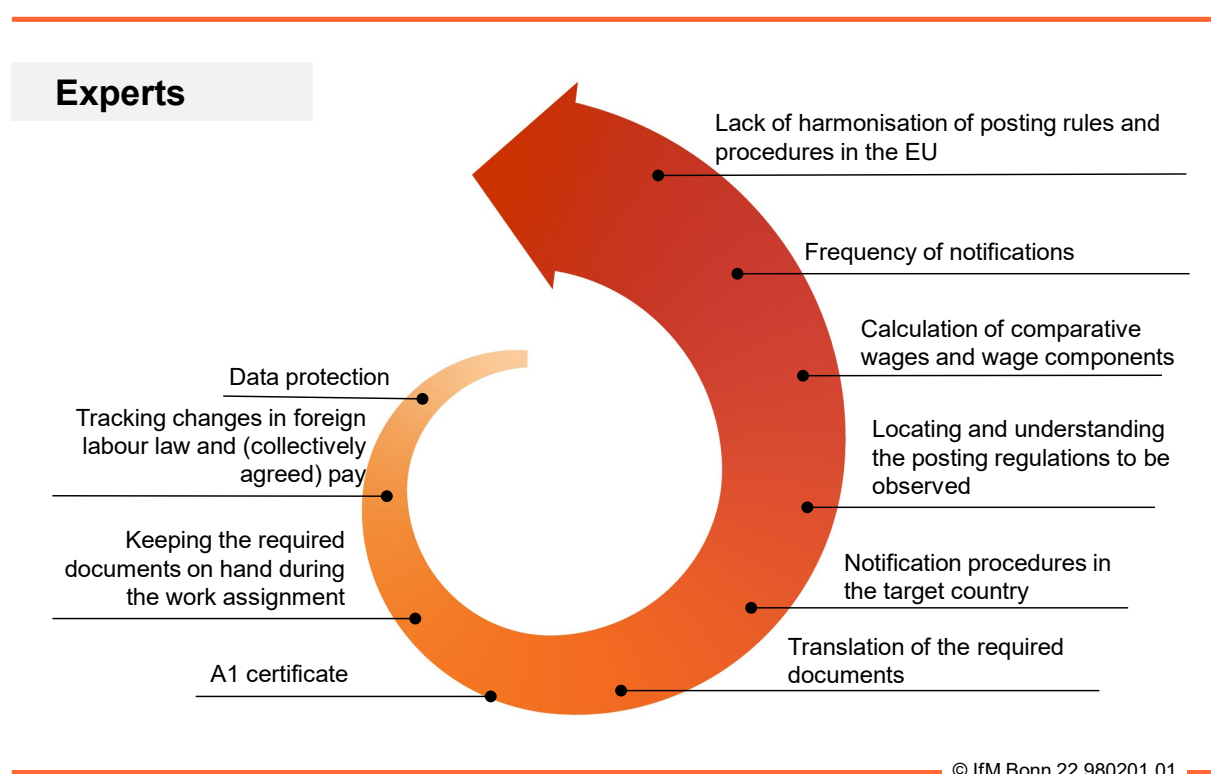 Experts
Lack of harmonisation of posting rules and
procedures in the EU
Frequency of notifications
Calculation of comparative
wages and wage components
Locating and understanding
the posting regulations to be
observed
Notification procedures in
the target country
Translation of the required
documents
Data protection
Tracking changes in foreign
labour law and (collectively
agreed) pay
Keeping the required
documents on hand during
the work assignment
A1 certificate
© IfM Bonn 22 980201 01